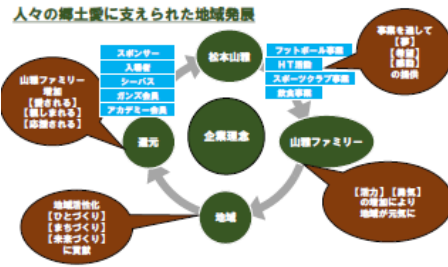 人々の郷土愛に支えられた地域発展
スポンサー
入場者
シーパス
ガンズ会員
アカデミー会員
松本山雅
フットボール事業
HT活動
スポーツクラブ事業
飲食事業
事業を通して
【夢】
【希望】
【感動】
の提供
山雅ファミリー
増加
【愛される】
【親しまれる】
【応援される】
還元
企業理念
山雅ファミリー
地域
地域活性化
【ひとづくり】
【まちづくり】
【未来づくり】
に貢献
【活力】【勇気】
の増加により
地域が元気に